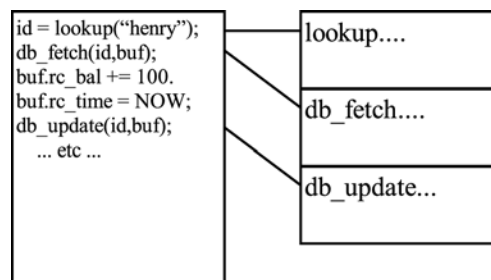 id = lookup(“henry”);
db_fetch(id,buf);
buf.rc_bal += 100.
buf.rc_time = NOW;
db_update(id,buf);
... etc ...
lookup....
db_fetch....
db_update...